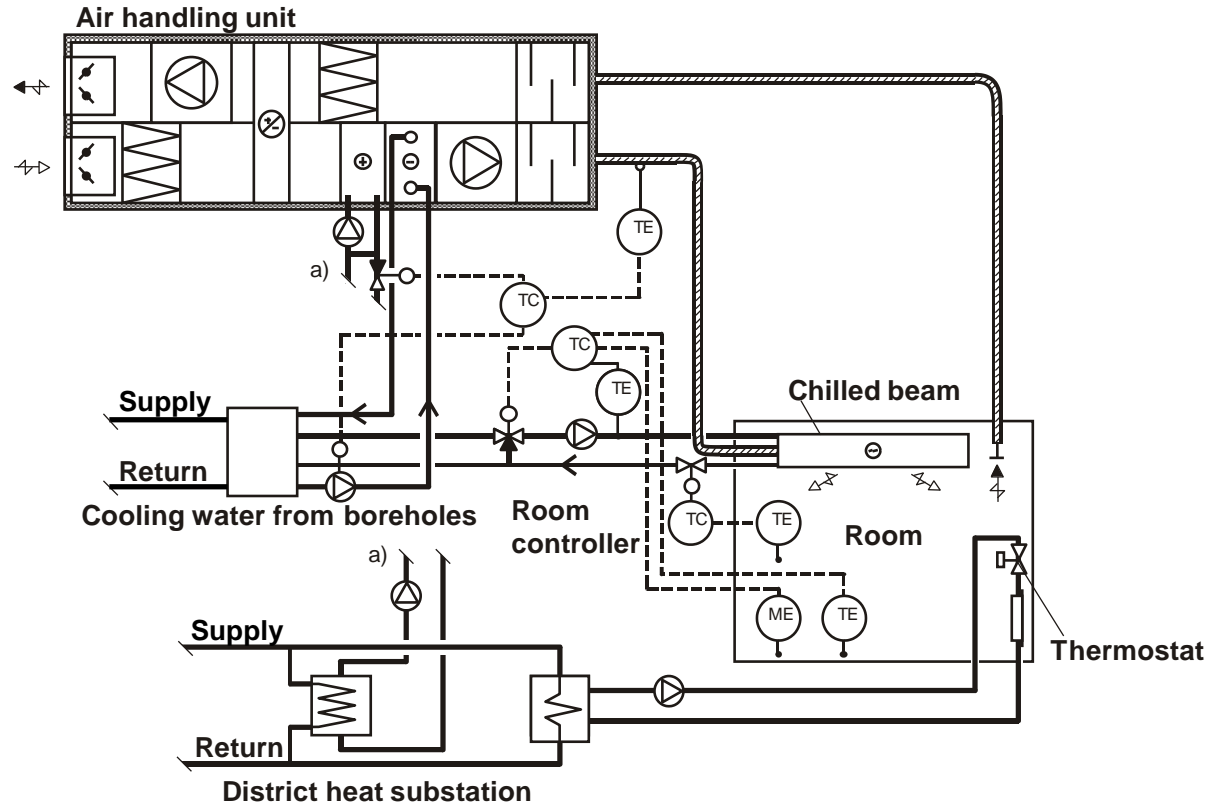 Air handling unit
TE
a)
TC
TC
TE
Chilled beam
Supply
Return
Cooling water from boreholes
Room
controller
TC
TE
Room
a)
ME
TE
Supply
Thermostat
Return
District heat substation